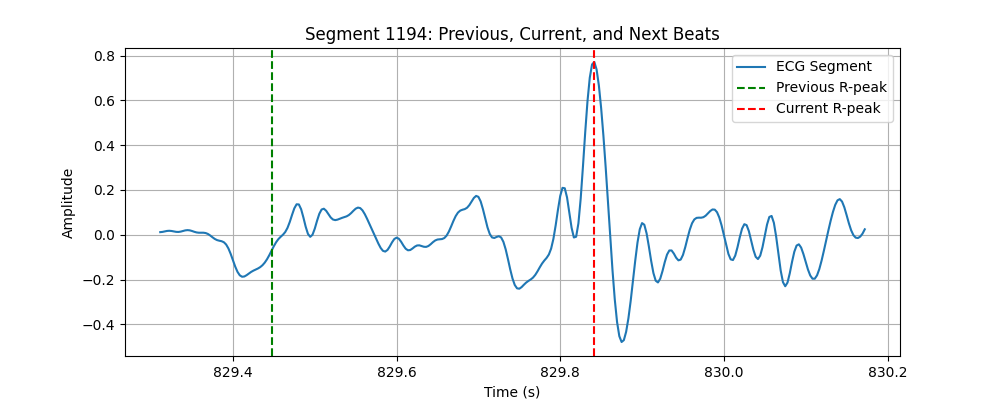 Segment 1194: Previous, Current, and Next Beats
ECG Segment
Previous R-peak
Current R-peak
Amplitude
0.8
0.6
0.4
0.2
0.0
−0.2
−0.4
829.4 829.6 829.8 830.0 830.2
Time (s)